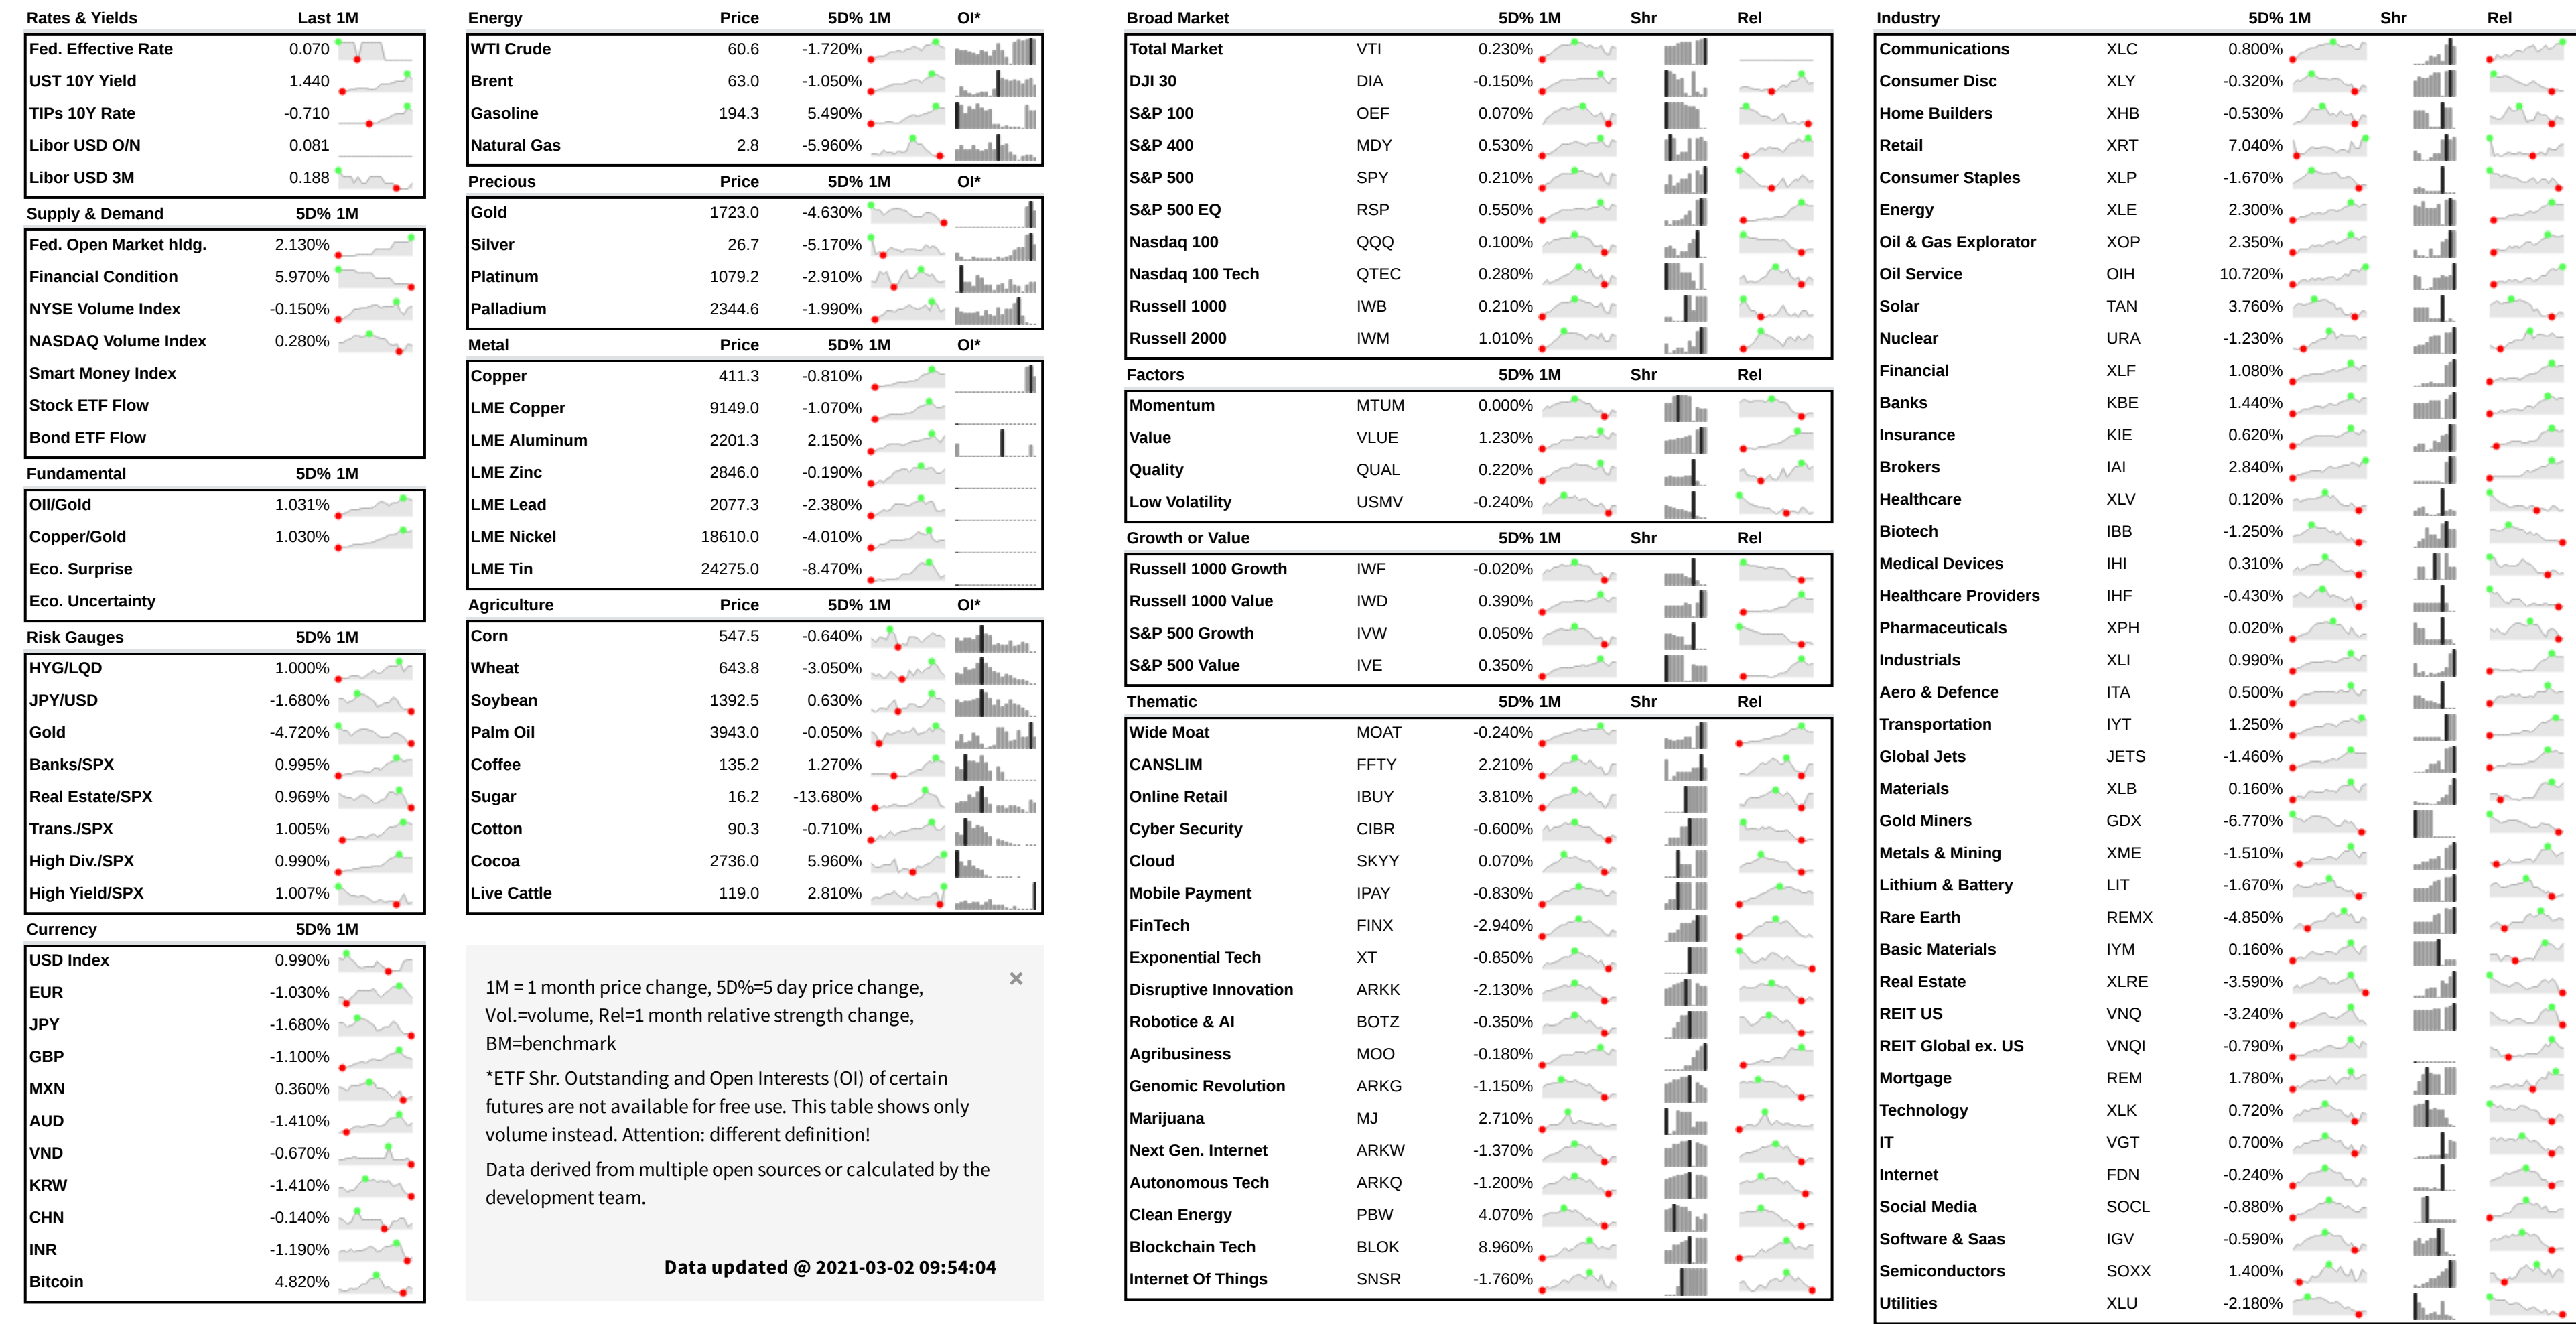 Rates & Yields Last 1M
Fed. Effective Rate 0.070
UST 10Y Yield 1.440
TIPs 10Y Rate -0.710
Libor USD O/N 0.081
Libor USD 3M 0.188
Supply & Demand 5D% 1M
Fed. Open Market hldg. 2.130%
Financial Condition 5.970%
NYSE Volume Index -0.150%
NASDAQ Volume Index 0.280%
Smart Money Index
Stock ETF Flow
Bond ETF Flow
Fundamental 5D% 1M
OIl/Gold 1.031%
Copper/Gold 1.030%
Eco. Surprise
Eco. Uncertainty
Risk Gauges 5D% 1M
HYG/LQD 1.000%
JPY/USD -1.680%
Gold -4.720%
Banks/SPX 0.995%
Real Estate/SPX 0.969%
Trans./SPX 1.005%
High Div./SPX 0.990%
High Yield/SPX 1.007%
Currency 5D% 1M
USD Index 0.990%
EUR -1.030%
JPY -1.680%
GBP -1.100%
MXN 0.360%
AUD -1.410%
VND -0.670%
KRW -1.410%
CHN -0.140%
INR -1.190%
Bitcoin 4.820%
Energy Price 5D% 1M OI*
WTI Crude 60.6 -1.720%
Brent 63.0 -1.050%
Gasoline 194.3 5.490%
Natural Gas 2.8 -5.960%
Precious Price 5D% 1M OI*
Gold 1723.0 -4.630%
Silver 26.7 -5.170%
Platinum 1079.2 -2.910%
Palladium 2344.6 -1.990%
Metal Price 5D% 1M OI*
Copper 411.3 -0.810%
LME Copper 9149.0 -1.070%
LME Aluminum 2201.3 2.150%
LME Zinc 2846.0 -0.190%
LME Lead 2077.3 -2.380%
LME Nickel 18610.0 -4.010%
LME Tin 24275.0 -8.470%
Agriculture Price 5D% 1M OI*
Corn 547.5 -0.640%
Wheat 643.8 -3.050%
Soybean 1392.5 0.630%
Palm Oil 3943.0 -0.050%
Coffee 135.2 1.270%
Sugar 16.2 -13.680%
Cotton 90.3 -0.710%
Cocoa 2736.0 5.960%
Live Cattle 119.0 2.810%
×
1M = 1 month price change, 5D%=5 day price change,
Vol.=volume, Rel=1 month relative strength change,
BM=benchmark
*ETF Shr. Outstanding and Open Interests (OI) of certain
futures are not available for free use. This table shows only
volume instead. Attention: different definition!
Data derived from multiple open sources or calculated by the
development team.
Data updated @ 2021-03-02 09:54:04
Broad Market 5D% 1M Shr Rel
Total Market VTI 0.230%
DJI 30 DIA -0.150%
S&P 100 OEF 0.070%
S&P 400 MDY 0.530%
S&P 500 SPY 0.210%
S&P 500 EQ RSP 0.550%
Nasdaq 100 QQQ 0.100%
Nasdaq 100 Tech QTEC 0.280%
Russell 1000 IWB 0.210%
Russell 2000 IWM 1.010%
Factors 5D% 1M Shr Rel
Momentum MTUM 0.000%
Value VLUE 1.230%
Quality QUAL 0.220%
Low Volatility USMV -0.240%
Growth or Value 5D% 1M Shr Rel
Russell 1000 Growth IWF -0.020%
Russell 1000 Value IWD 0.390%
S&P 500 Growth IVW 0.050%
S&P 500 Value IVE 0.350%
Thematic 5D% 1M Shr Rel
Wide Moat MOAT -0.240%
CANSLIM FFTY 2.210%
Online Retail IBUY 3.810%
Cyber Security CIBR -0.600%
Cloud SKYY 0.070%
Mobile Payment IPAY -0.830%
FinTech FINX -2.940%
Exponential Tech XT -0.850%
Disruptive Innovation ARKK -2.130%
Robotice & AI BOTZ -0.350%
Agribusiness MOO -0.180%
Genomic Revolution ARKG -1.150%
Marijuana MJ 2.710%
Next Gen. Internet ARKW -1.370%
Autonomous Tech ARKQ -1.200%
Clean Energy PBW 4.070%
Blockchain Tech BLOK 8.960%
Internet Of Things SNSR -1.760%
Industry 5D% 1M Shr Rel
Communications XLC 0.800%
Consumer Disc XLY -0.320%
Home Builders XHB -0.530%
Retail XRT 7.040%
Consumer Staples XLP -1.670%
Energy XLE 2.300%
Oil & Gas Explorator XOP 2.350%
Oil Service OIH 10.720%
Solar TAN 3.760%
Nuclear URA -1.230%
Financial XLF 1.080%
Banks KBE 1.440%
Insurance KIE 0.620%
Brokers IAI 2.840%
Healthcare XLV 0.120%
Biotech IBB -1.250%
Medical Devices IHI 0.310%
Healthcare Providers IHF -0.430%
Pharmaceuticals XPH 0.020%
Industrials XLI 0.990%
Aero & Defence ITA 0.500%
Transportation IYT 1.250%
Global Jets JETS -1.460%
Materials XLB 0.160%
Gold Miners GDX -6.770%
Metals & Mining XME -1.510%
Lithium & Battery LIT -1.670%
Rare Earth REMX -4.850%
Basic Materials IYM 0.160%
Real Estate XLRE -3.590%
REIT US VNQ -3.240%
REIT Global ex. US VNQI -0.790%
Mortgage REM 1.780%
Technology XLK 0.720%
IT VGT 0.700%
Internet FDN -0.240%
Social Media SOCL -0.880%
Software & Saas IGV -0.590%
Semiconductors SOXX 1.400%
Utilities XLU -2.180%